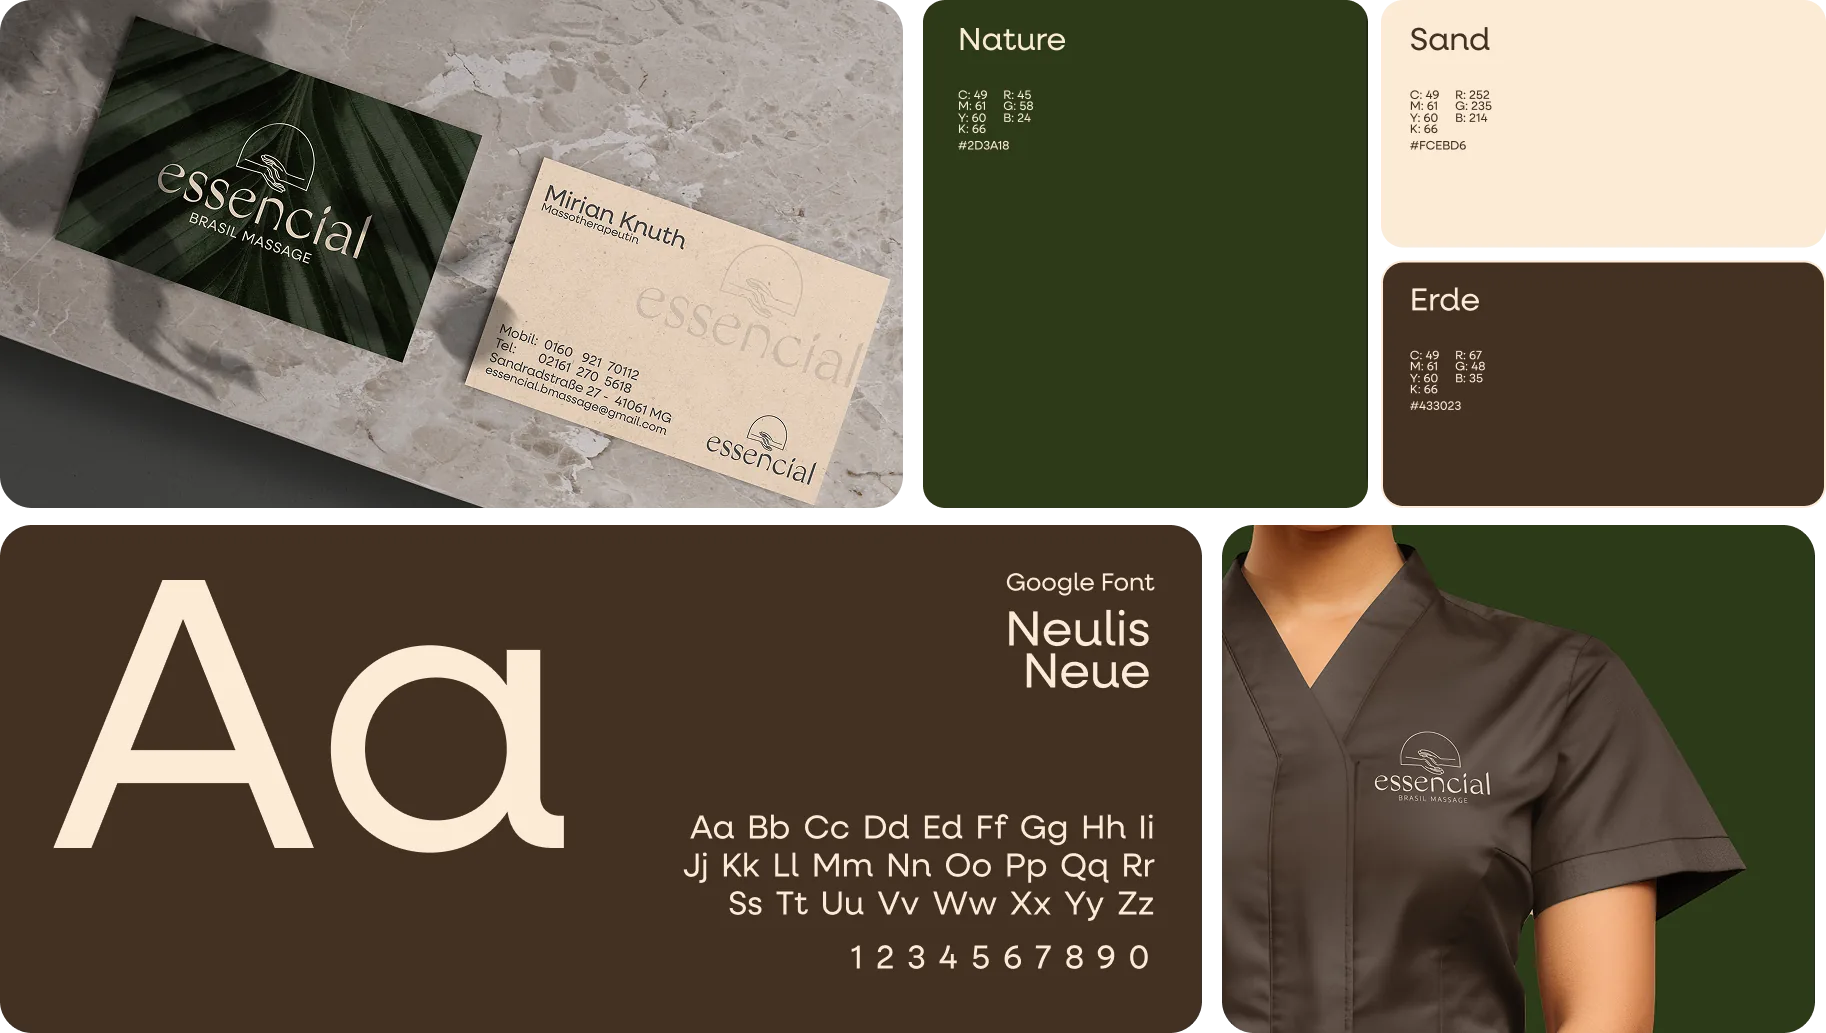 essencial
BRASIL MASSAGE
Mirian Knuth
Massotherapeutin
essencial
Mobil: 0160 921 70112
Tel: 02161 270 5618
Sandradstraße 27 - 41061 MG
essencial.bmassage@gmail.com
essencial
Nature
C: 49 R: 45
M: 61 G: 58
Y: 60 B: 24
K: 66
#2D3A18
Sand
C: 49 R: 252
M: 61 G: 235
Y: 60 B: 214
K: 66
#FCEBD6
Erde
C: 49 R: 67
M: 61 G: 48
Y: 60 B: 35
K: 66
#433023
Aa
Google Font
Neulis
Neue
Aa Bb Cc Dd Ed Ff Gg Hh Ii
Jj Kk Ll Mm Nn Oo Pp Qq Rr
Ss Tt Uu Vv Ww Xx Yy Zz
1 2 3 4 5 6 7 8 9 0
essencial
BRASIL MASSAGE